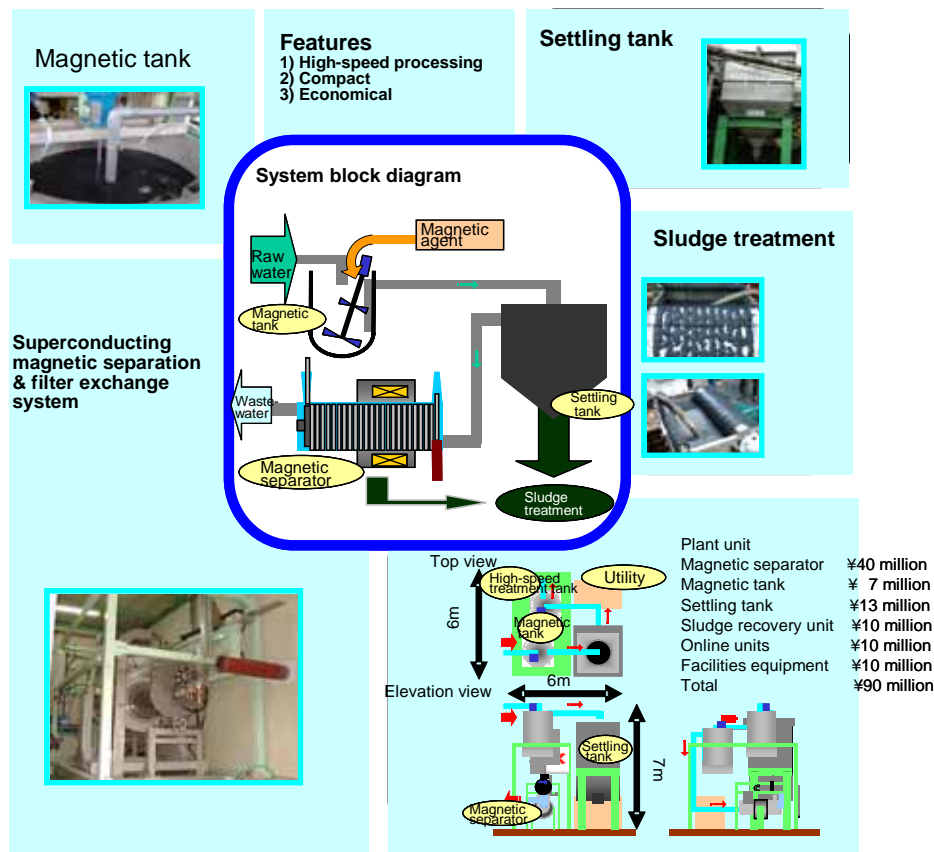 Magnetic tank
Features
1) High-speed processing
2) Compact
3) Economical
Settling tank
System block diagram
Magnetic
agent
Raw
water
Magnetic
tank
Waste-
water
Settling
tank
Magnetic
separator
Sludge
treatment
Sludge treatment
Superconducting
magnetic separation
& filter exchange
system
Top view
High-speed
treatment tank
Utility
Magnetic
tank
6m
6m
Elevation view
Settling
tank
7m
Magnetic
separator
Plant unit
Magnetic separator ¥40 million
Magnetic tank ¥ 7 million
Settling tank ¥13 million
Sludge recovery unit ¥10 million
Online units ¥10 million
Facilities equipment ¥10 million
Total ¥90 million